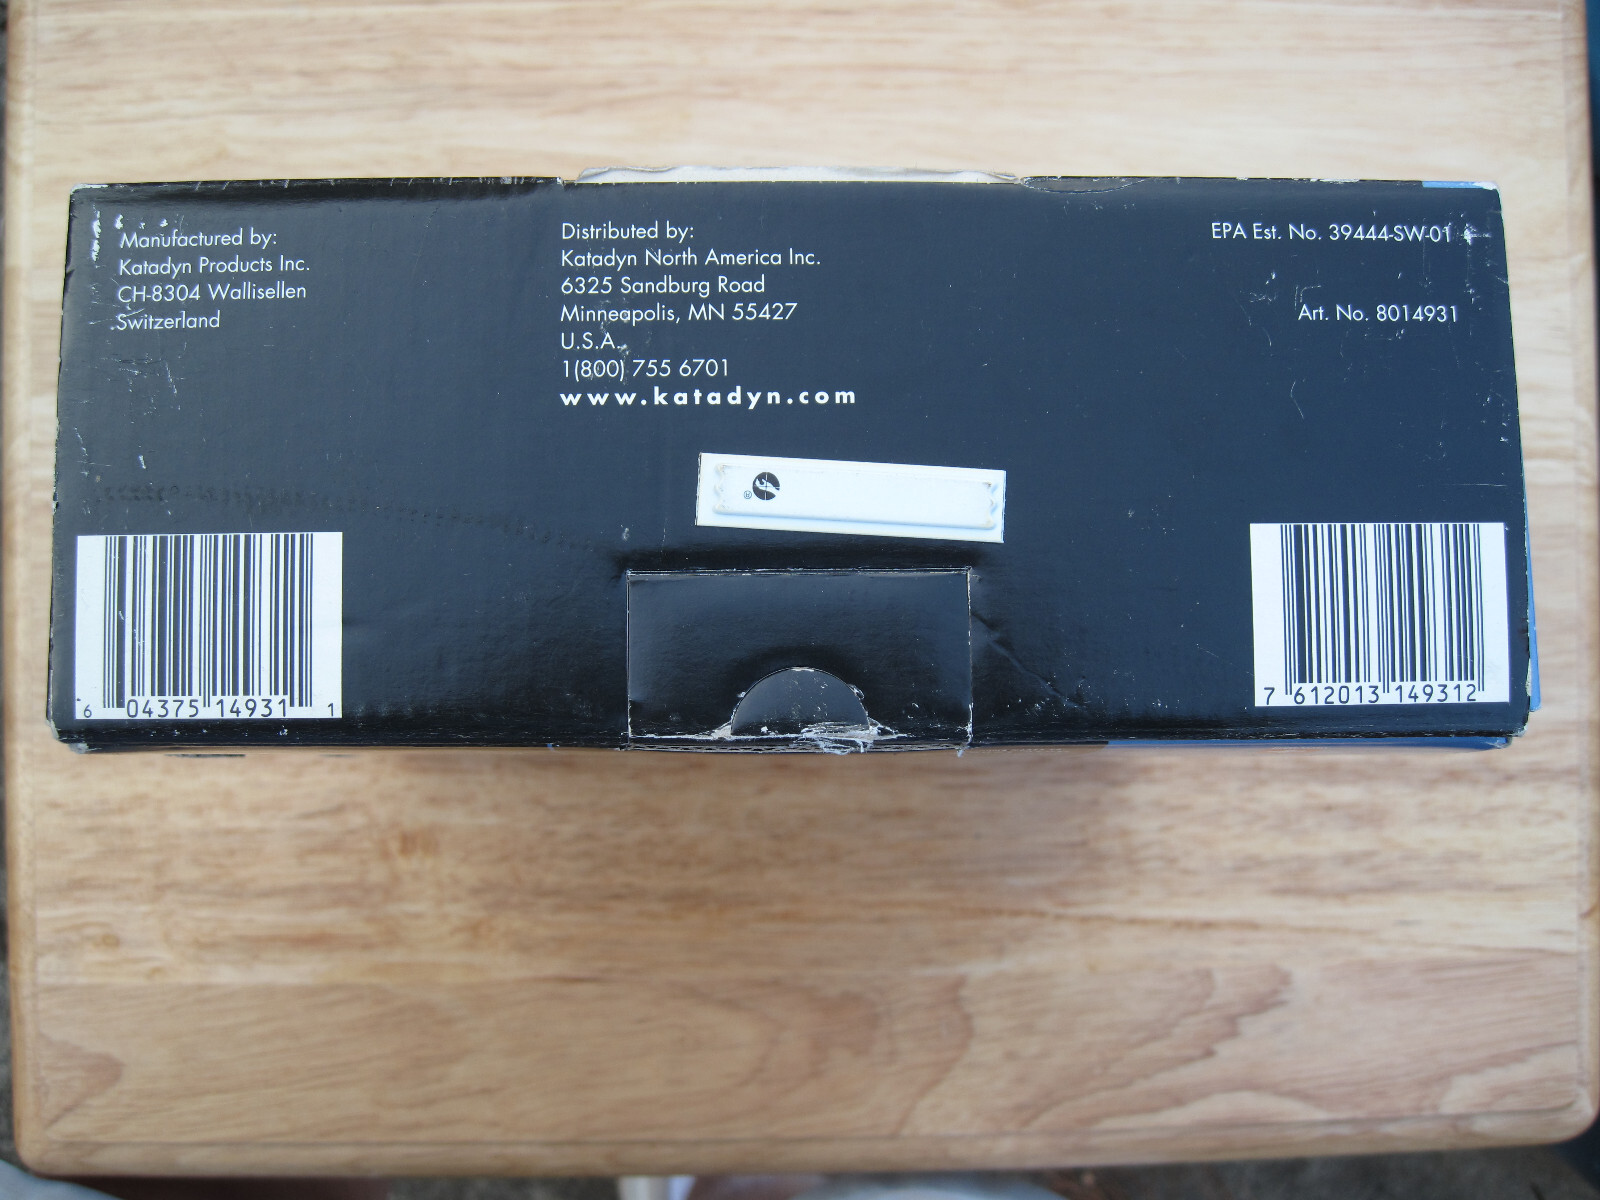 Manufactured by:
Katadyn Products Inc.
CH-8304 Wallisellen
Switzerland
Distributed by:
Katadyn North America Inc.
6325 Sandburg Road
Minneapolis, MN 55427
U.S.A.
1(800) 755 6701
www.katadyn.com
EPA Est. No. 39444-SW-01
Art. No. 8014931
®
6 04375 14931 1
7 612013 149312